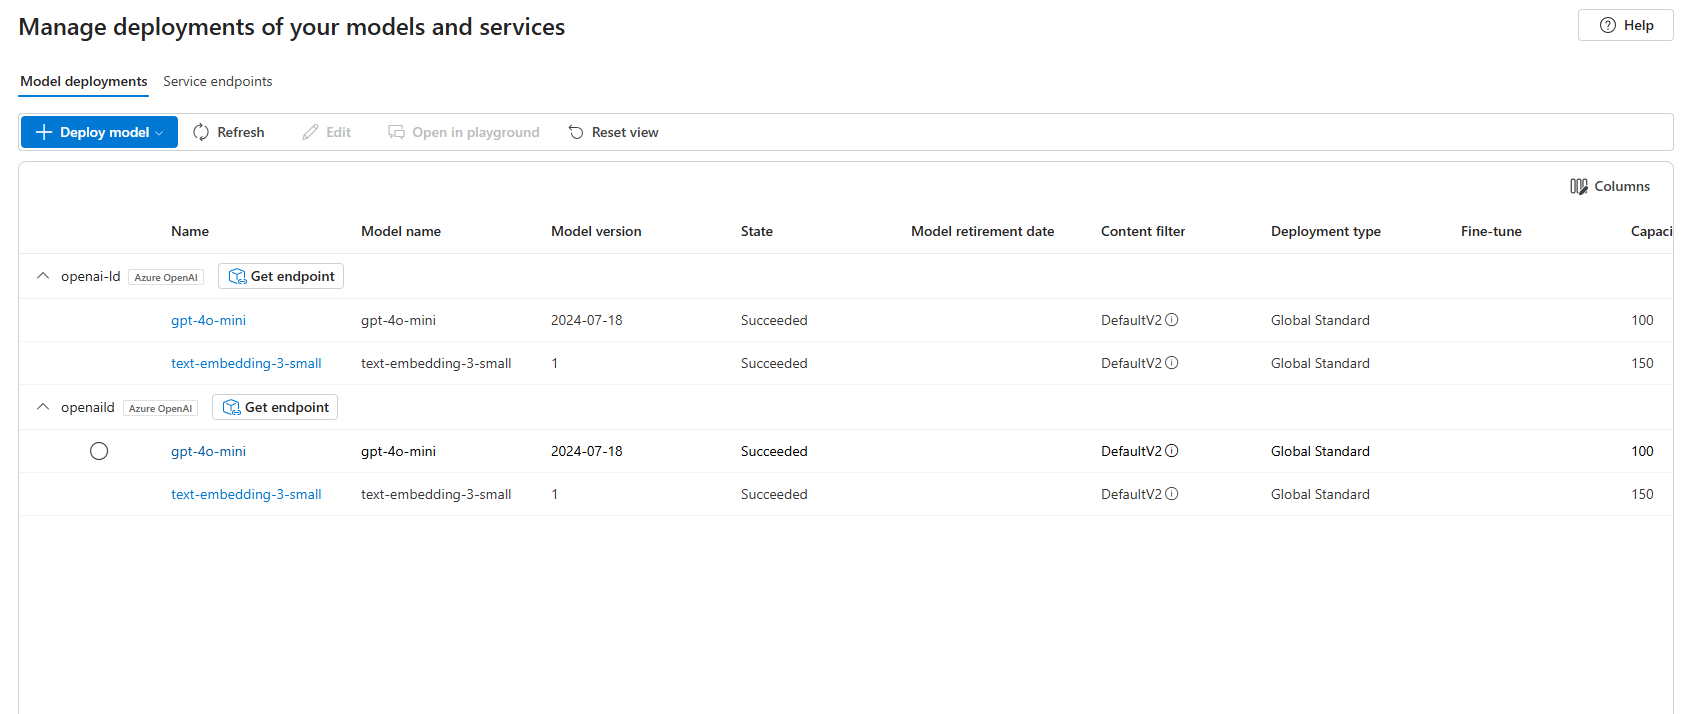 Manage deployments of your models and services
Help
Model deployments Service endpoints
Deploy model Refresh Edit Open in playground Reset view
Columns
Name Model name Model version State Model retirement date Content filter Deployment type Fine-tune Capaci
openai-ld Azure OpenAI Get endpoint
gpt-4o-mini gpt-4o-mini 2024-07-18 Succeeded DefaultV2 Global Standard 100
text-embedding-3-small text-embedding-3-small 1 Succeeded DefaultV2 Global Standard 150
openaild Azure OpenAI Get endpoint
gpt-4o-mini gpt-4o-mini 2024-07-18 Succeeded DefaultV2 Global Standard 100
text-embedding-3-small text-embedding-3-small 1 Succeeded DefaultV2 Global Standard 150